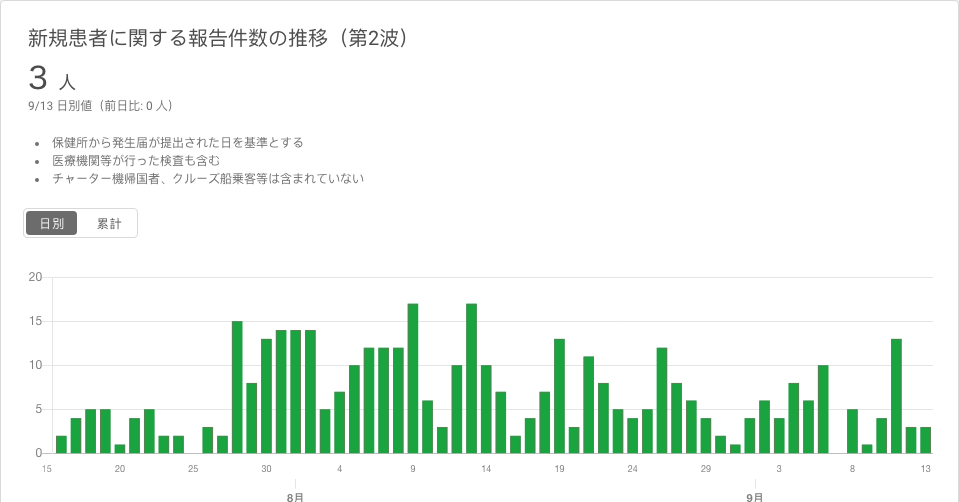 新規患者に関する報告件数の推移（第2波）
3 人
9/13 日別値（前日比: 0 人）
保健所から発生届が提出された日を基準とする
医療機関等が行った検査も含む
チャーター機帰国者、クルーズ船乗客等は含まれていない
日別 累計
20
15
10
5
0
15 20 25 30 4 9 14 19 24 29 3 8 13
8月 9月